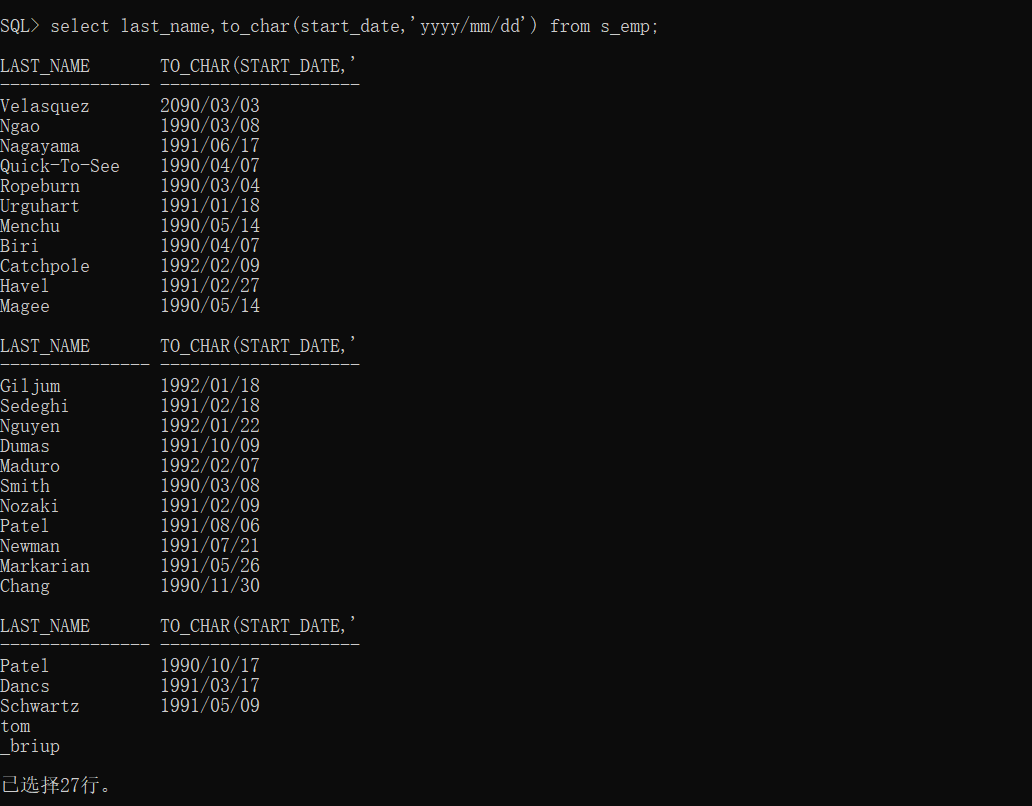 SQL> select last_name,to_char(start_date,'yyyy/mm/dd') from s_emp;
LAST_NAME       TO_CHAR(START_DATE,'
--------------- --------------------
Velasquez       2090/03/03
Ngao            1990/03/08
Nagayama        1991/06/17
Quick-To-See    1990/04/07
Ropeburn        1990/03/04
Urguhart        1991/01/18
Menchu          1990/05/14
Biri            1990/04/07
Catchpole       1992/02/09
Havel           1991/02/27
Magee           1990/05/14
LAST_NAME       TO_CHAR(START_DATE,'
--------------- --------------------
Giljum          1992/01/18
Sedeghi         1991/02/18
Nguyen          1992/01/22
Dumas           1991/10/09
Maduro          1992/02/07
Smith           1990/03/08
Nozaki          1991/02/09
Patel           1991/08/06
Newman          1991/07/21
Markarian       1991/05/26
Chang           1990/11/30
LAST_NAME       TO_CHAR(START_DATE,'
--------------- --------------------
Patel           1990/10/17
Dancs           1991/03/17
Schwartz        1991/05/09
tom
_briup
已选择27行。